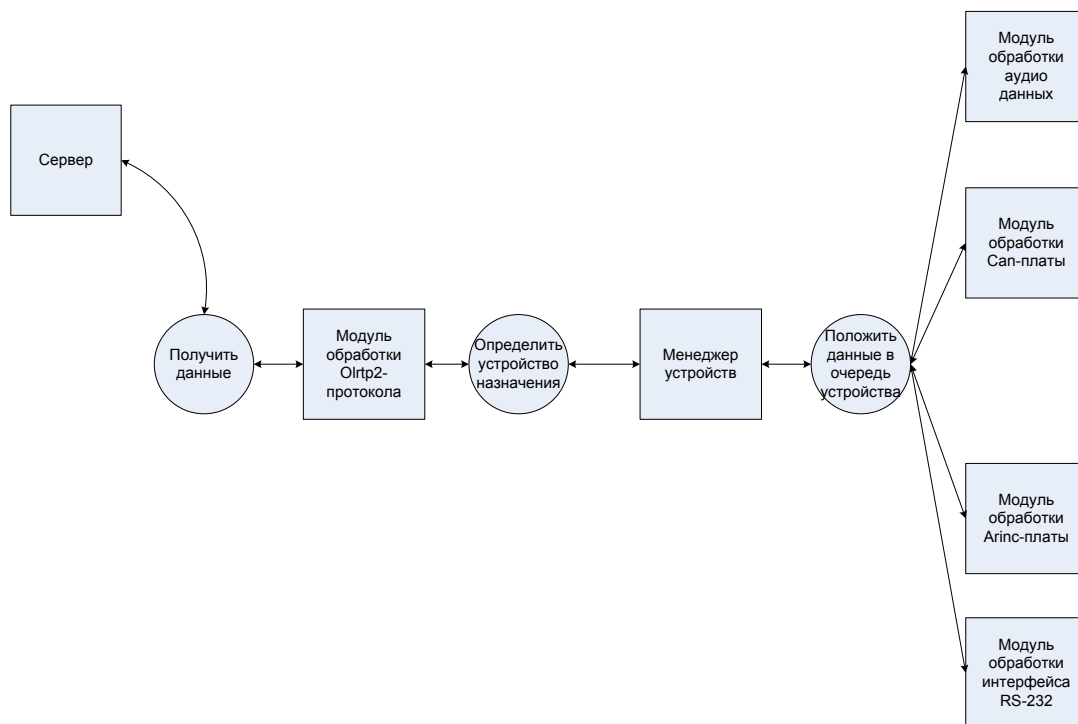 Сервер
Получить
данные
Модуль
обработки
Olrtp2-
протокола
Определить
устройство
назначения
Менеджер
устройств
Положить
данные в
очередь
устройства
Модуль
обработки
аудио
данных
Модуль
обработки
Can-платы
Модуль
обработки
Arinc-платы
Модуль
обработки
интерфейса
RS-232